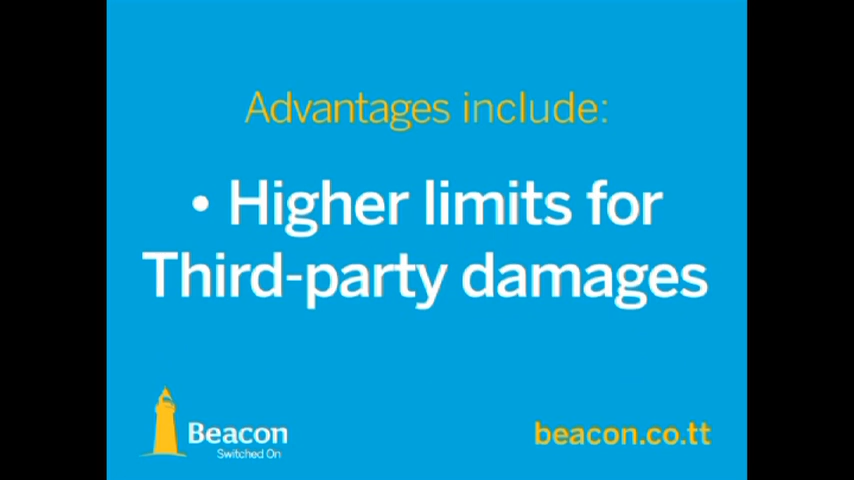 Advantages include:
• Higher limits for
Third-party damages
Beacon
Switched On
beacon.co.tt